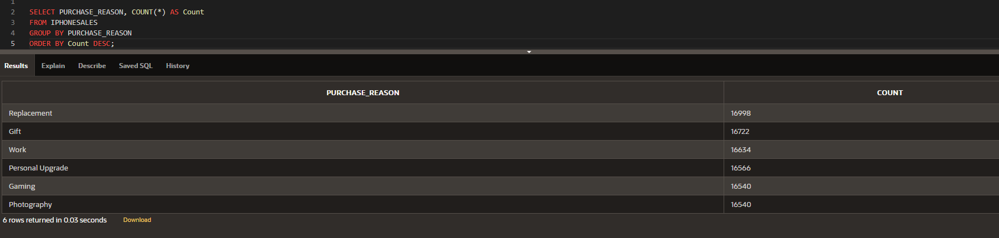 1
2 SELECT PURCHASE_REASON, COUNT(*) AS Count
3 FROM IPHONESALES
4 GROUP BY PURCHASE_REASON
5 ORDER BY Count DESC;
Results Explain Describe Saved SQL History
PURCHASE_REASON COUNT
Replacement 16998
Gift 16722
Work 16634
Personal Upgrade 16566
Gaming 16540
Photography 16540
6 rows returned in 0.03 seconds Download